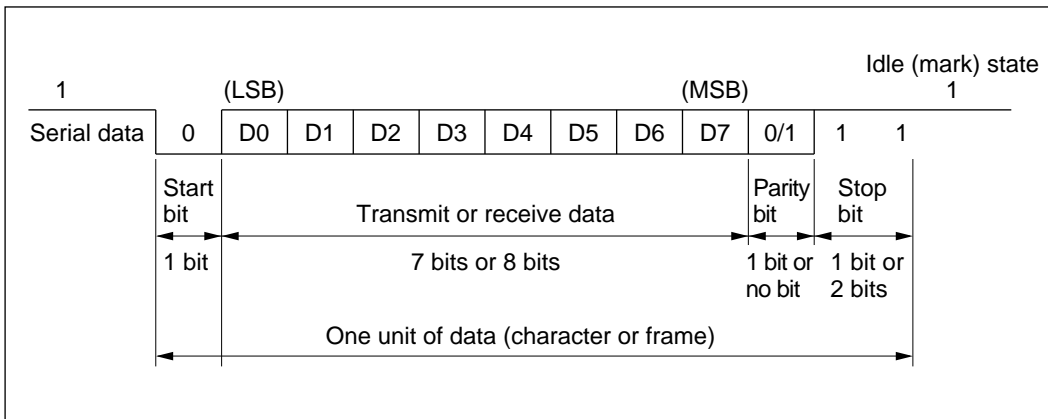 Idle (mark) state
1 (LSB) (MSB) 1
Serial data 0 D0 D1 D2 D3 D4 D5 D6 D7 0/1 1 1
Start Parity Stop
bit Transmit or receive data bit bit
1 bit 7 bits or 8 bits 1 bit or 1 bit or
no bit 2 bits
One unit of data (character or frame)